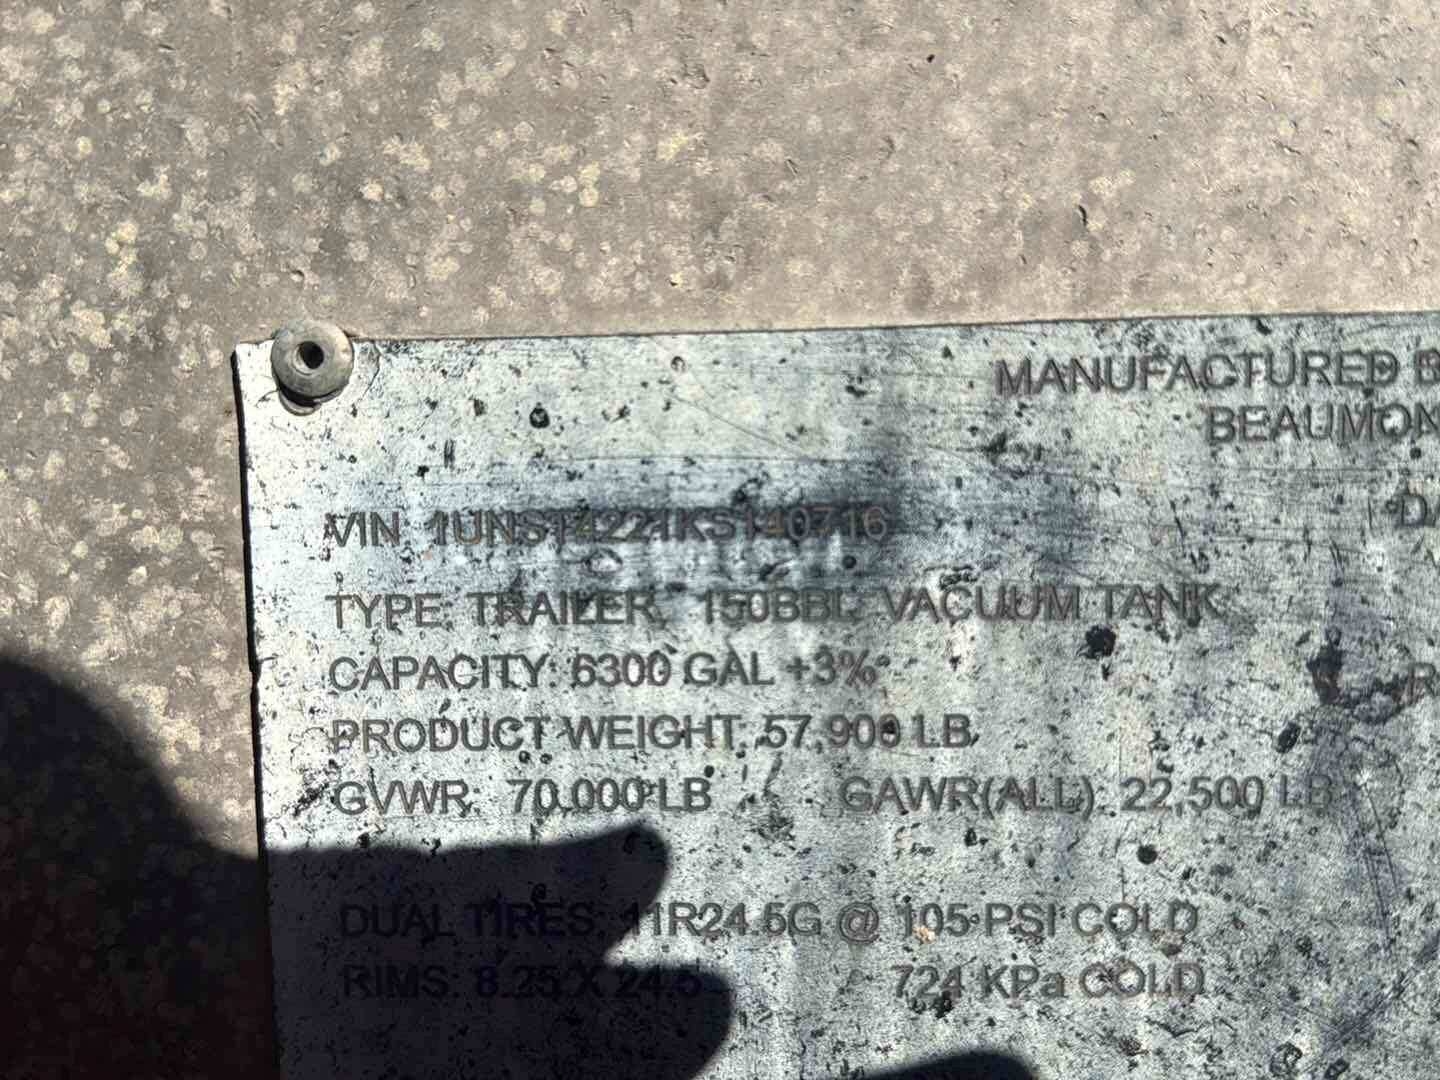 MANUFACTURED B
BEAUMON
DA
VIN 1UNST4221KS140716
TYPE: TRAILER, 150BBL VACUUM TANK
CAPACITY: 6300 GAL +3%
R
PRODUCT WEIGHT: 57,900 LB
GVWR: 70,000 LB GAWR(ALL): 22,500 LB
DUAL TIRES: 11R24.5G @ 105 PSI COLD
RIMS: 8.25 X 24.5 724 KPa COLD